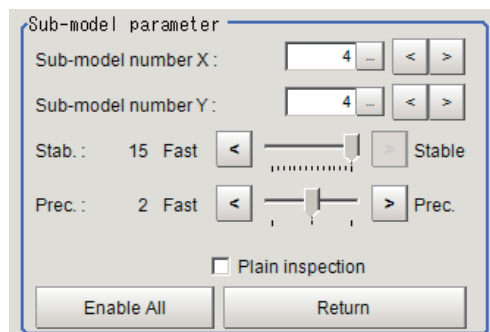 Sub-model parameter
Sub-model number X : 4 ... < >
Sub-model number Y : 4 ... < >
Stab. : 15 Fast < > Stable
Prec. : 2 Fast < > Prec.
Plain inspection
Enable All Return